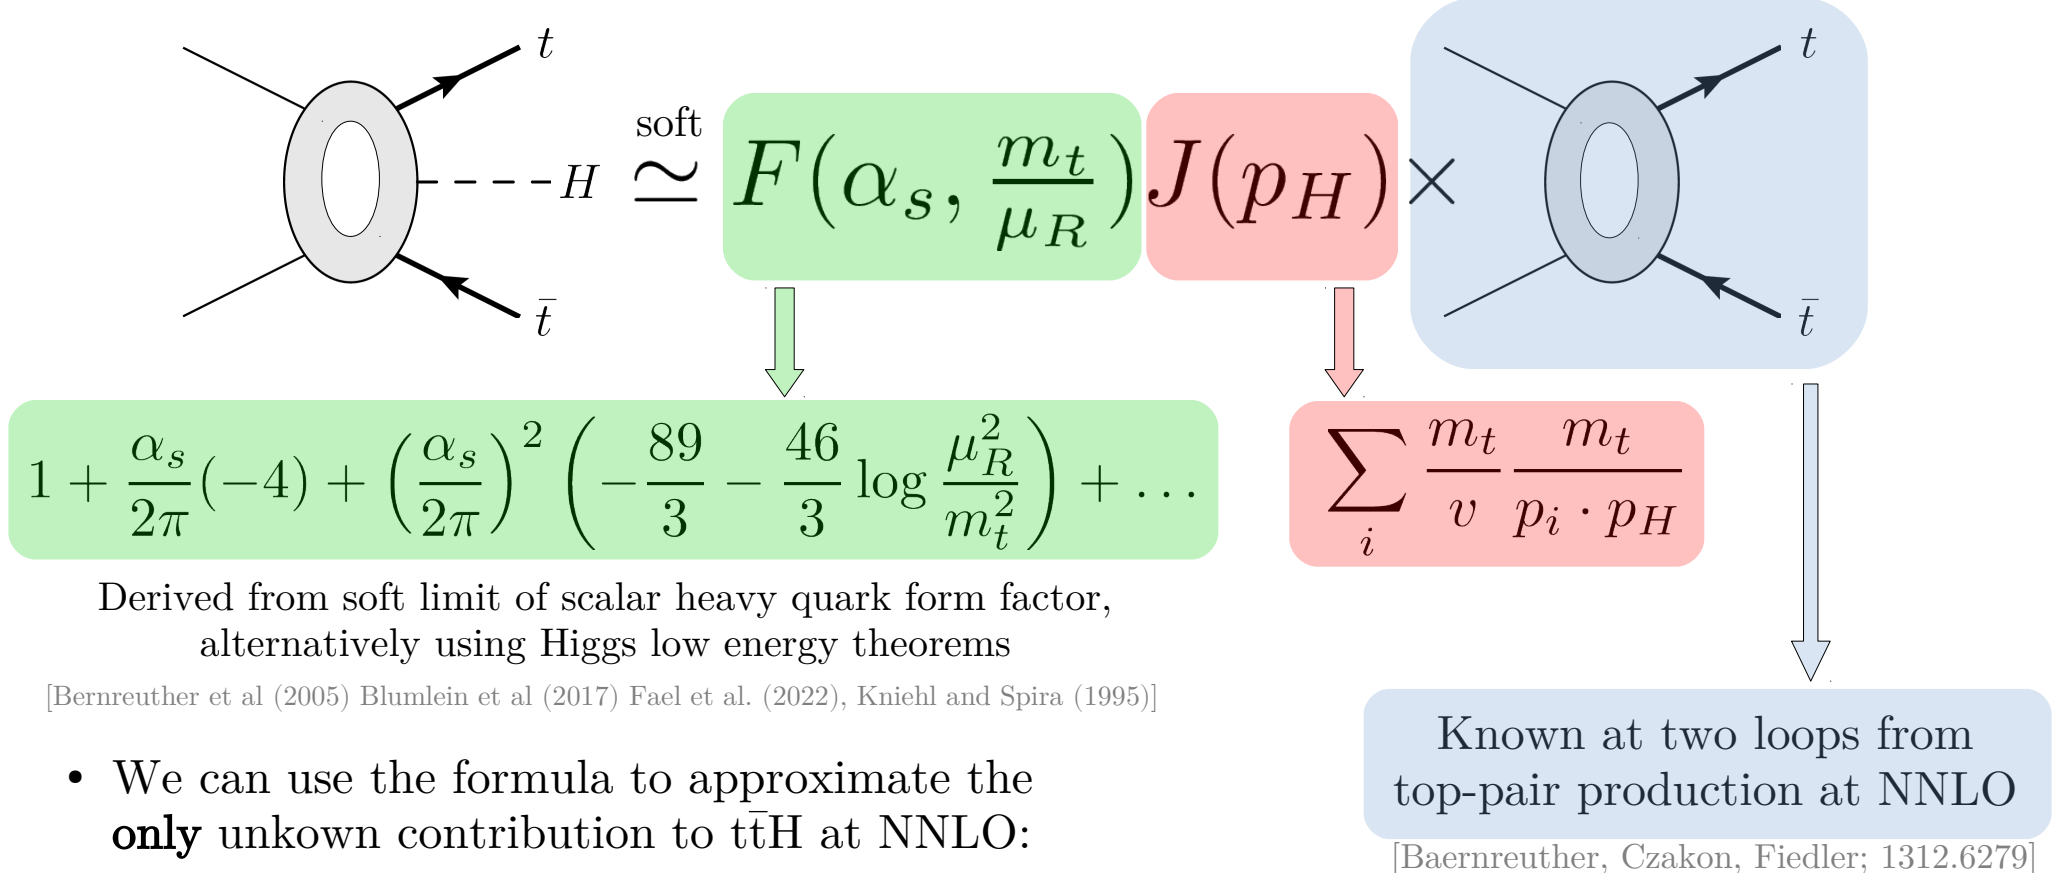 t
H
t̄
soft
≃
F(α_s, m_t/μ_R) J(p_H) ×
t
t̄
1 + α_s/2π (−4) + (α_s/2π)^2 (−89/3 − 46/3 log μ_R^2/m_t^2) + …
∑_i m_t/v m_t/(p_i · p_H)
Derived from soft limit of scalar heavy quark form factor,
alternatively using Higgs low energy theorems
[Bernreuther et al (2005) Blumlein et al (2017) Fael et al. (2022), Kniehl and Spira (1995)]
• We can use the formula to approximate the
only unkown contribution to tt̄H at NNLO:
Known at two loops from
top-pair production at NNLO
[Baernreuther, Czakon, Fiedler; 1312.6279]